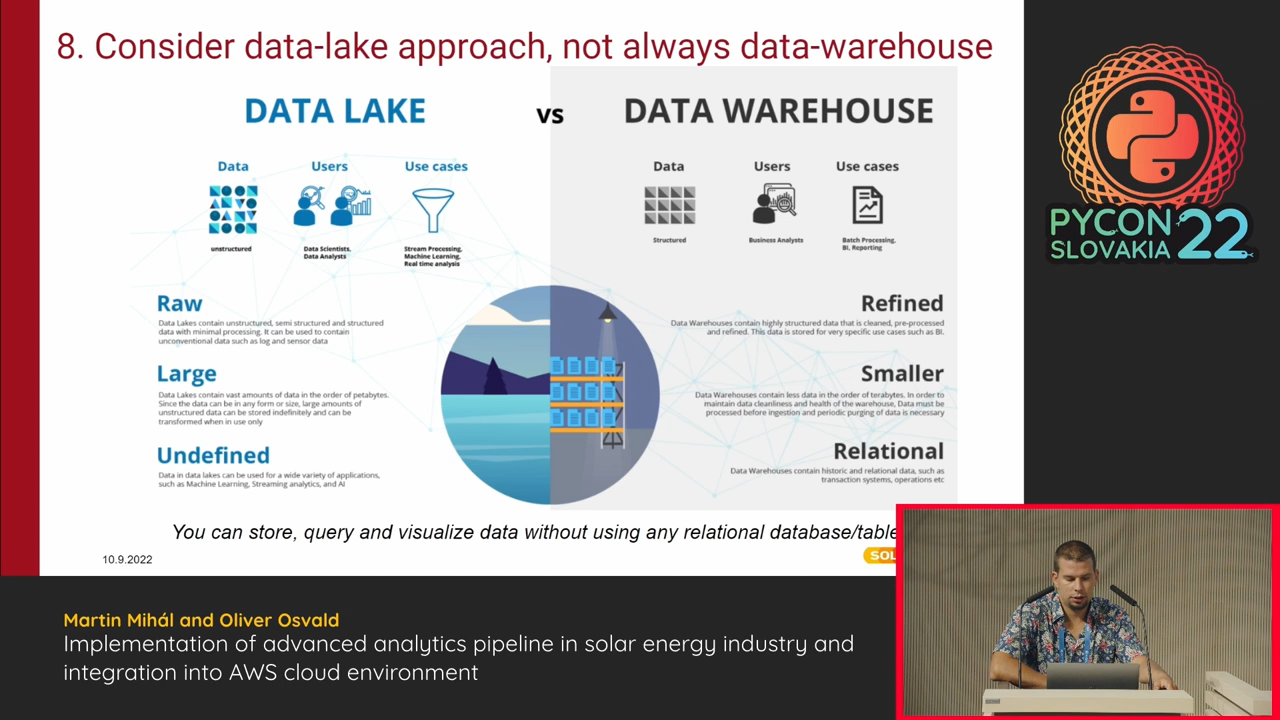 8. Consider data-lake approach, not always data-warehouse
DATA LAKE
vs
DATA WAREHOUSE
Data
Users
Use cases
unstructured
Data Scientists,
Data Analysts
Stream Processing,
Machine Learning,
Real time analysis
Data
Users
Use cases
Structured
Business Analysts
Batch Processing,
BI, Reporting
Raw
Data Lakes contain unstructured, semi structured and structured
data with minimal processing. It can be used to contain
unconventional data such as log and sensor data
Large
Data Lakes contain vast amounts of data in the order of petabytes.
Since the data can be in any form or size, large amounts of
unstructured data can be stored indefinitely and can be
transformed when in use only
Undefined
Data in data lakes can be used for a wide variety of applications,
such as Machine Learning, Streaming analytics, and AI
Refined
Data Warehouses contain highly structured data that is cleaned, pre-processed
and refined. This data is stored for very specific use cases such as BI.
Smaller
Data Warehouses contain less data in the order of terabytes. In order to
maintain data cleanliness and health of the warehouse, Data must be
processed before ingestion and periodic purging of data is necessary
Relational
Data Warehouses contain historic and relational data, such as
transaction systems, operations etc
You can store, query and visualize data without using any relational database/table
10.9.2022
SOL
PYCON
SLOVAKIA 22
Martin Mihál and Oliver Osvald
Implementation of advanced analytics pipeline in solar energy industry and
integration into AWS cloud environment